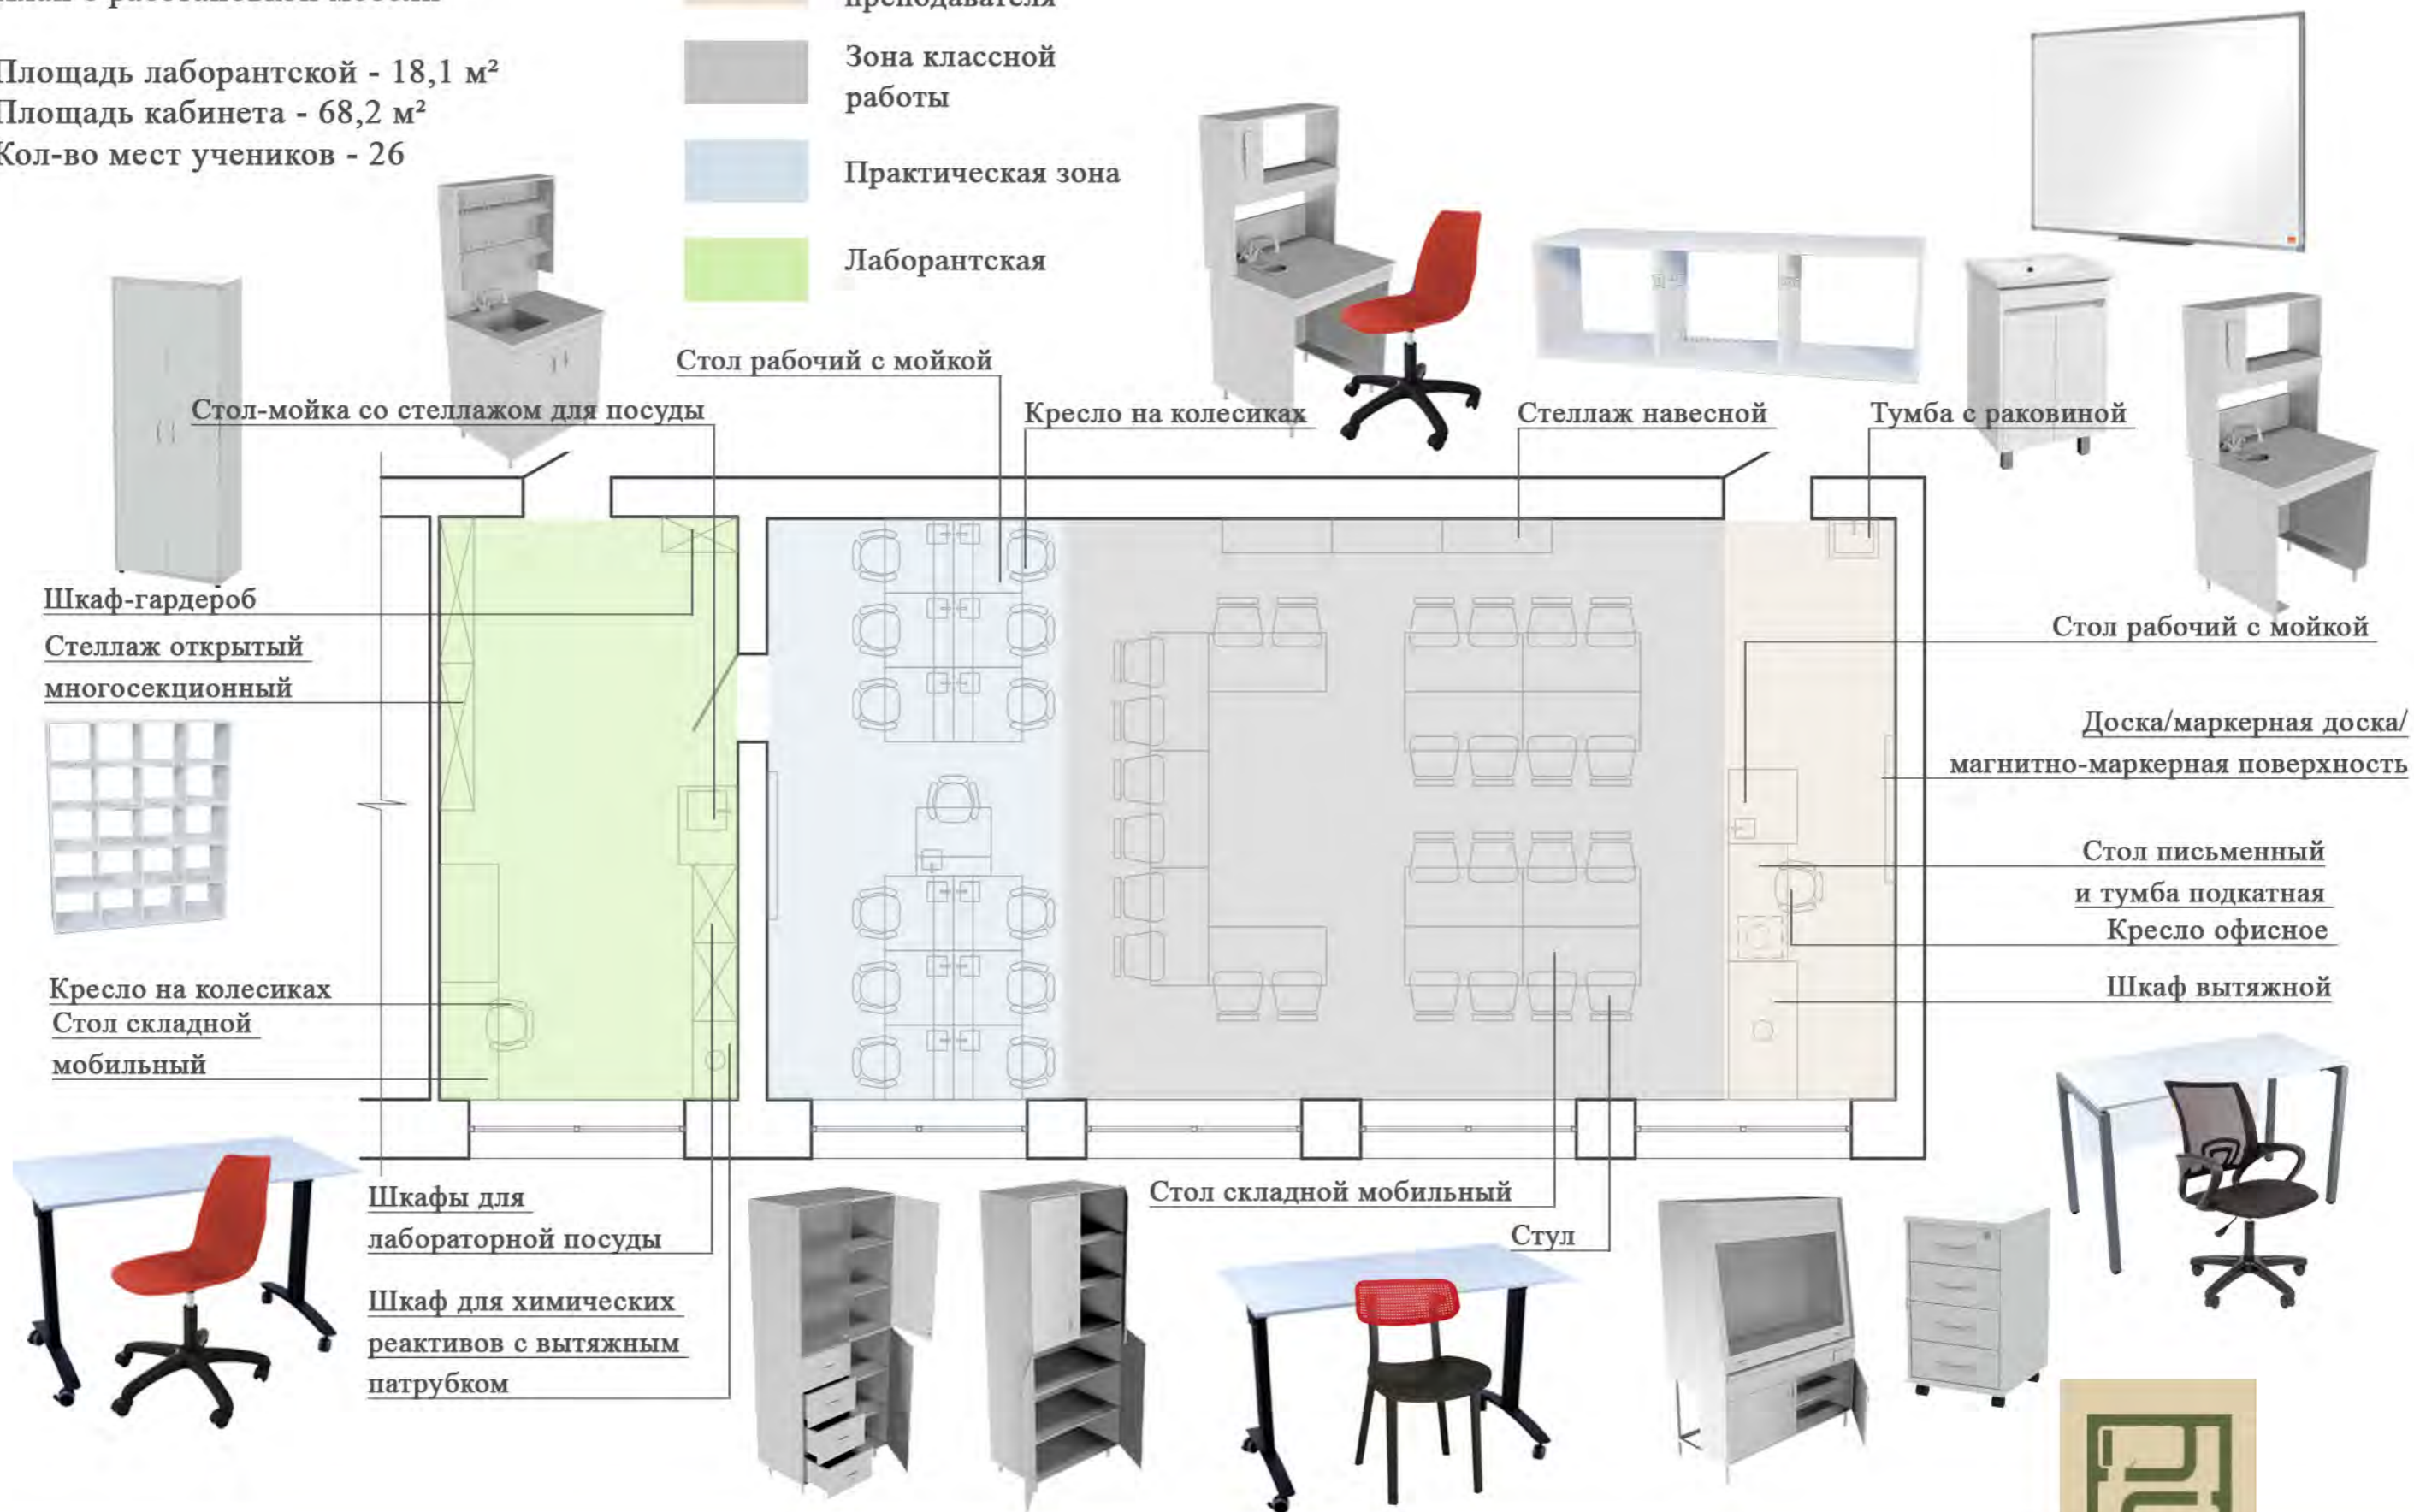 Площадь лаборантской - 18,1 м²
Площадь кабинета - 68,2 м²
Кол-во мест учеников - 26
преподавателя
Зона классной
работы
Практическая зона
Лаборантская
Стол рабочий с мойкой
Стол-мойка со стеллажом для посуды
Кресло на колесиках
Стеллаж навесной
Тумба с раковиной
Шкаф-гардероб
Стеллаж открытый
многосекционный
Кресло на колесиках
Стол складной
мобильный
Стол рабочий с мойкой
Доска/маркерная доска/
магнитно-маркерная поверхность
Стол письменный
и тумба подкатная
Кресло офисное
Шкаф вытяжной
Шкафы для
лабораторной посуды
Шкаф для химических
реактивов с вытяжным
патрубком
Стол складной мобильный
Стул